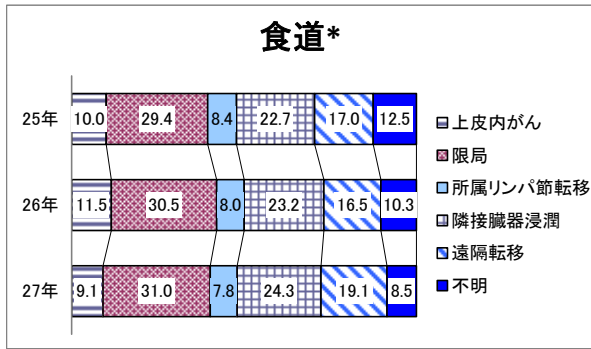 食道*
25年 10.0 29.4 8.4 22.7 17.0 12.5
26年 11.5 30.5 8.0 23.2 16.5 10.3
27年 9.1 31.0 7.8 24.3 19.1 8.5
上皮内がん
限局
所属リンパ節転移
隣接臓器浸潤
遠隔転移
不明